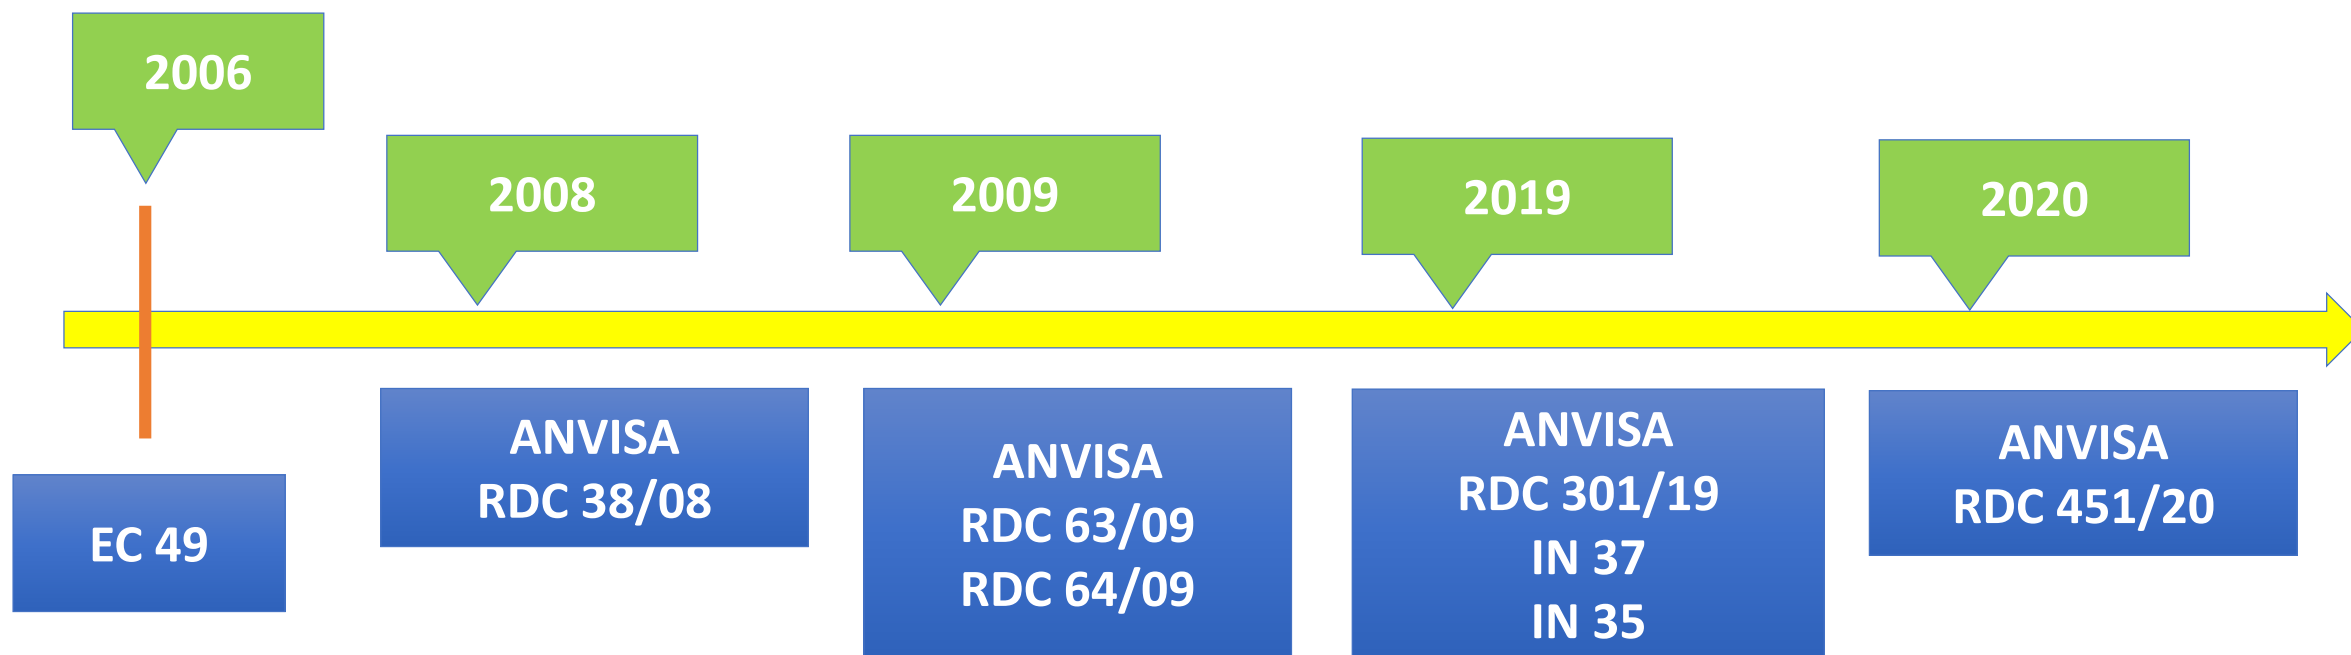 2006
2008
2009
2019
2020
EC 49
ANVISA
RDC 38/08
ANVISA
RDC 63/09
RDC 64/09
ANVISA
RDC 301/19
IN 37
IN 35
ANVISA
RDC 451/20